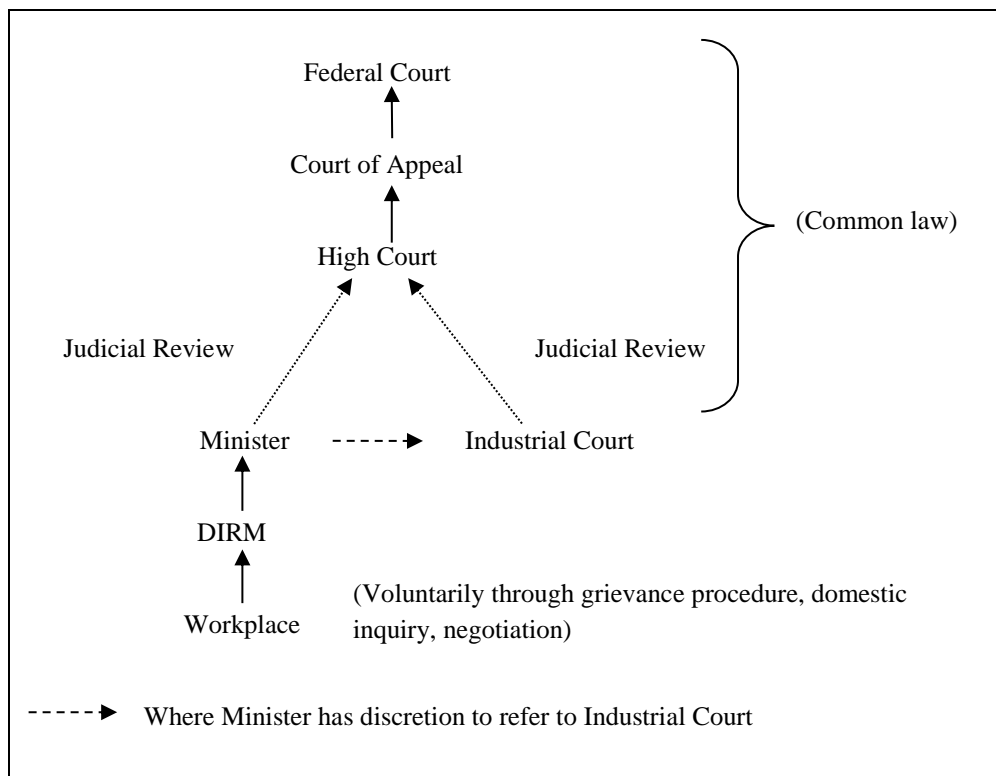 Federal Court
Court of Appeal
(Common law)
High Court
Judicial Review
Judicial Review
Minister
Industrial Court
DIRM
Workplace
(Voluntarily through grievance procedure, domestic
inquiry, negotiation)
Where Minister has discretion to refer to Industrial Court